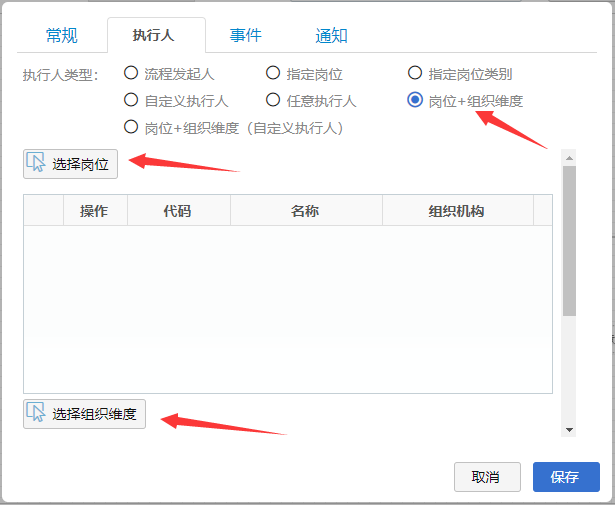 常规 执行人 事件 通知
执行人类型： 流程发起人 指定岗位 指定岗位类别
自定义执行人 任意执行人 岗位+组织维度
岗位+组织维度（自定义执行人）
选择岗位
操作 代码 名称 组织机构
选择组织维度
取消 保存